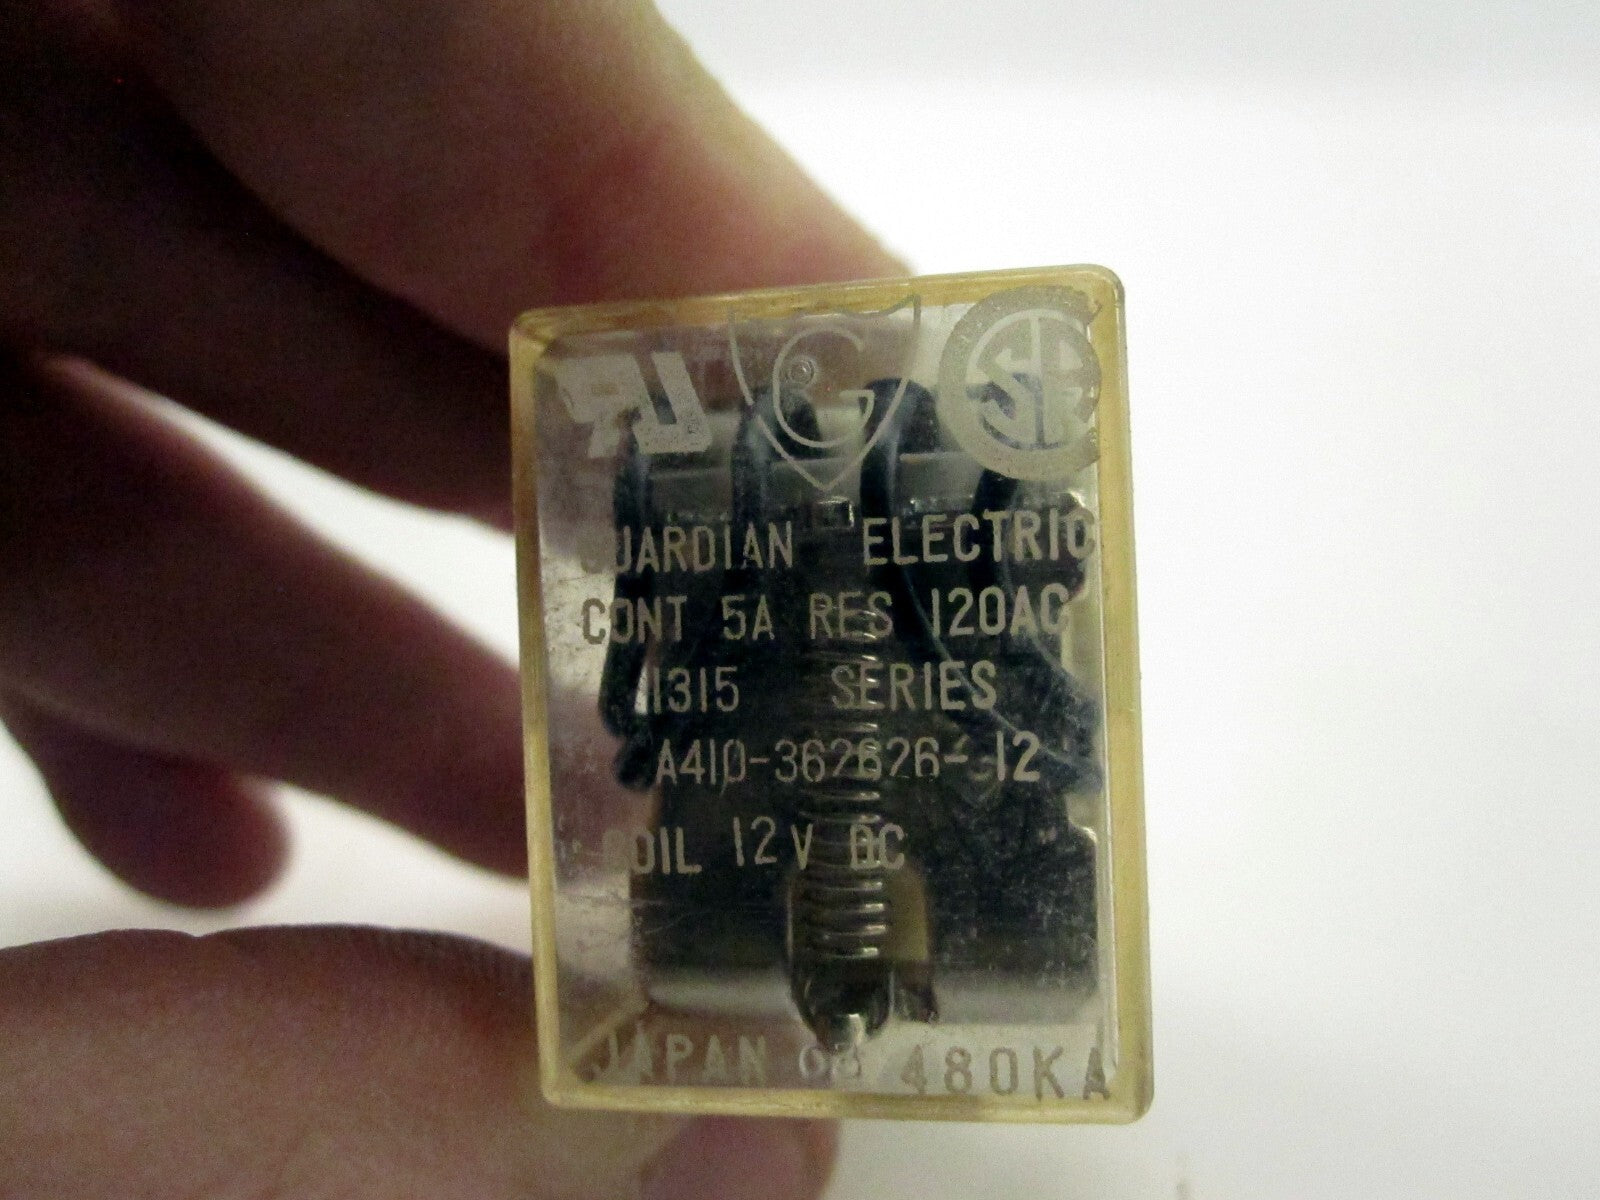 G
GUARDIAN ELECTRIC
CONT 5A RES 120AC
1315 SERIES
A410-362626-12
COIL 12V DC
JAPAN 480KA